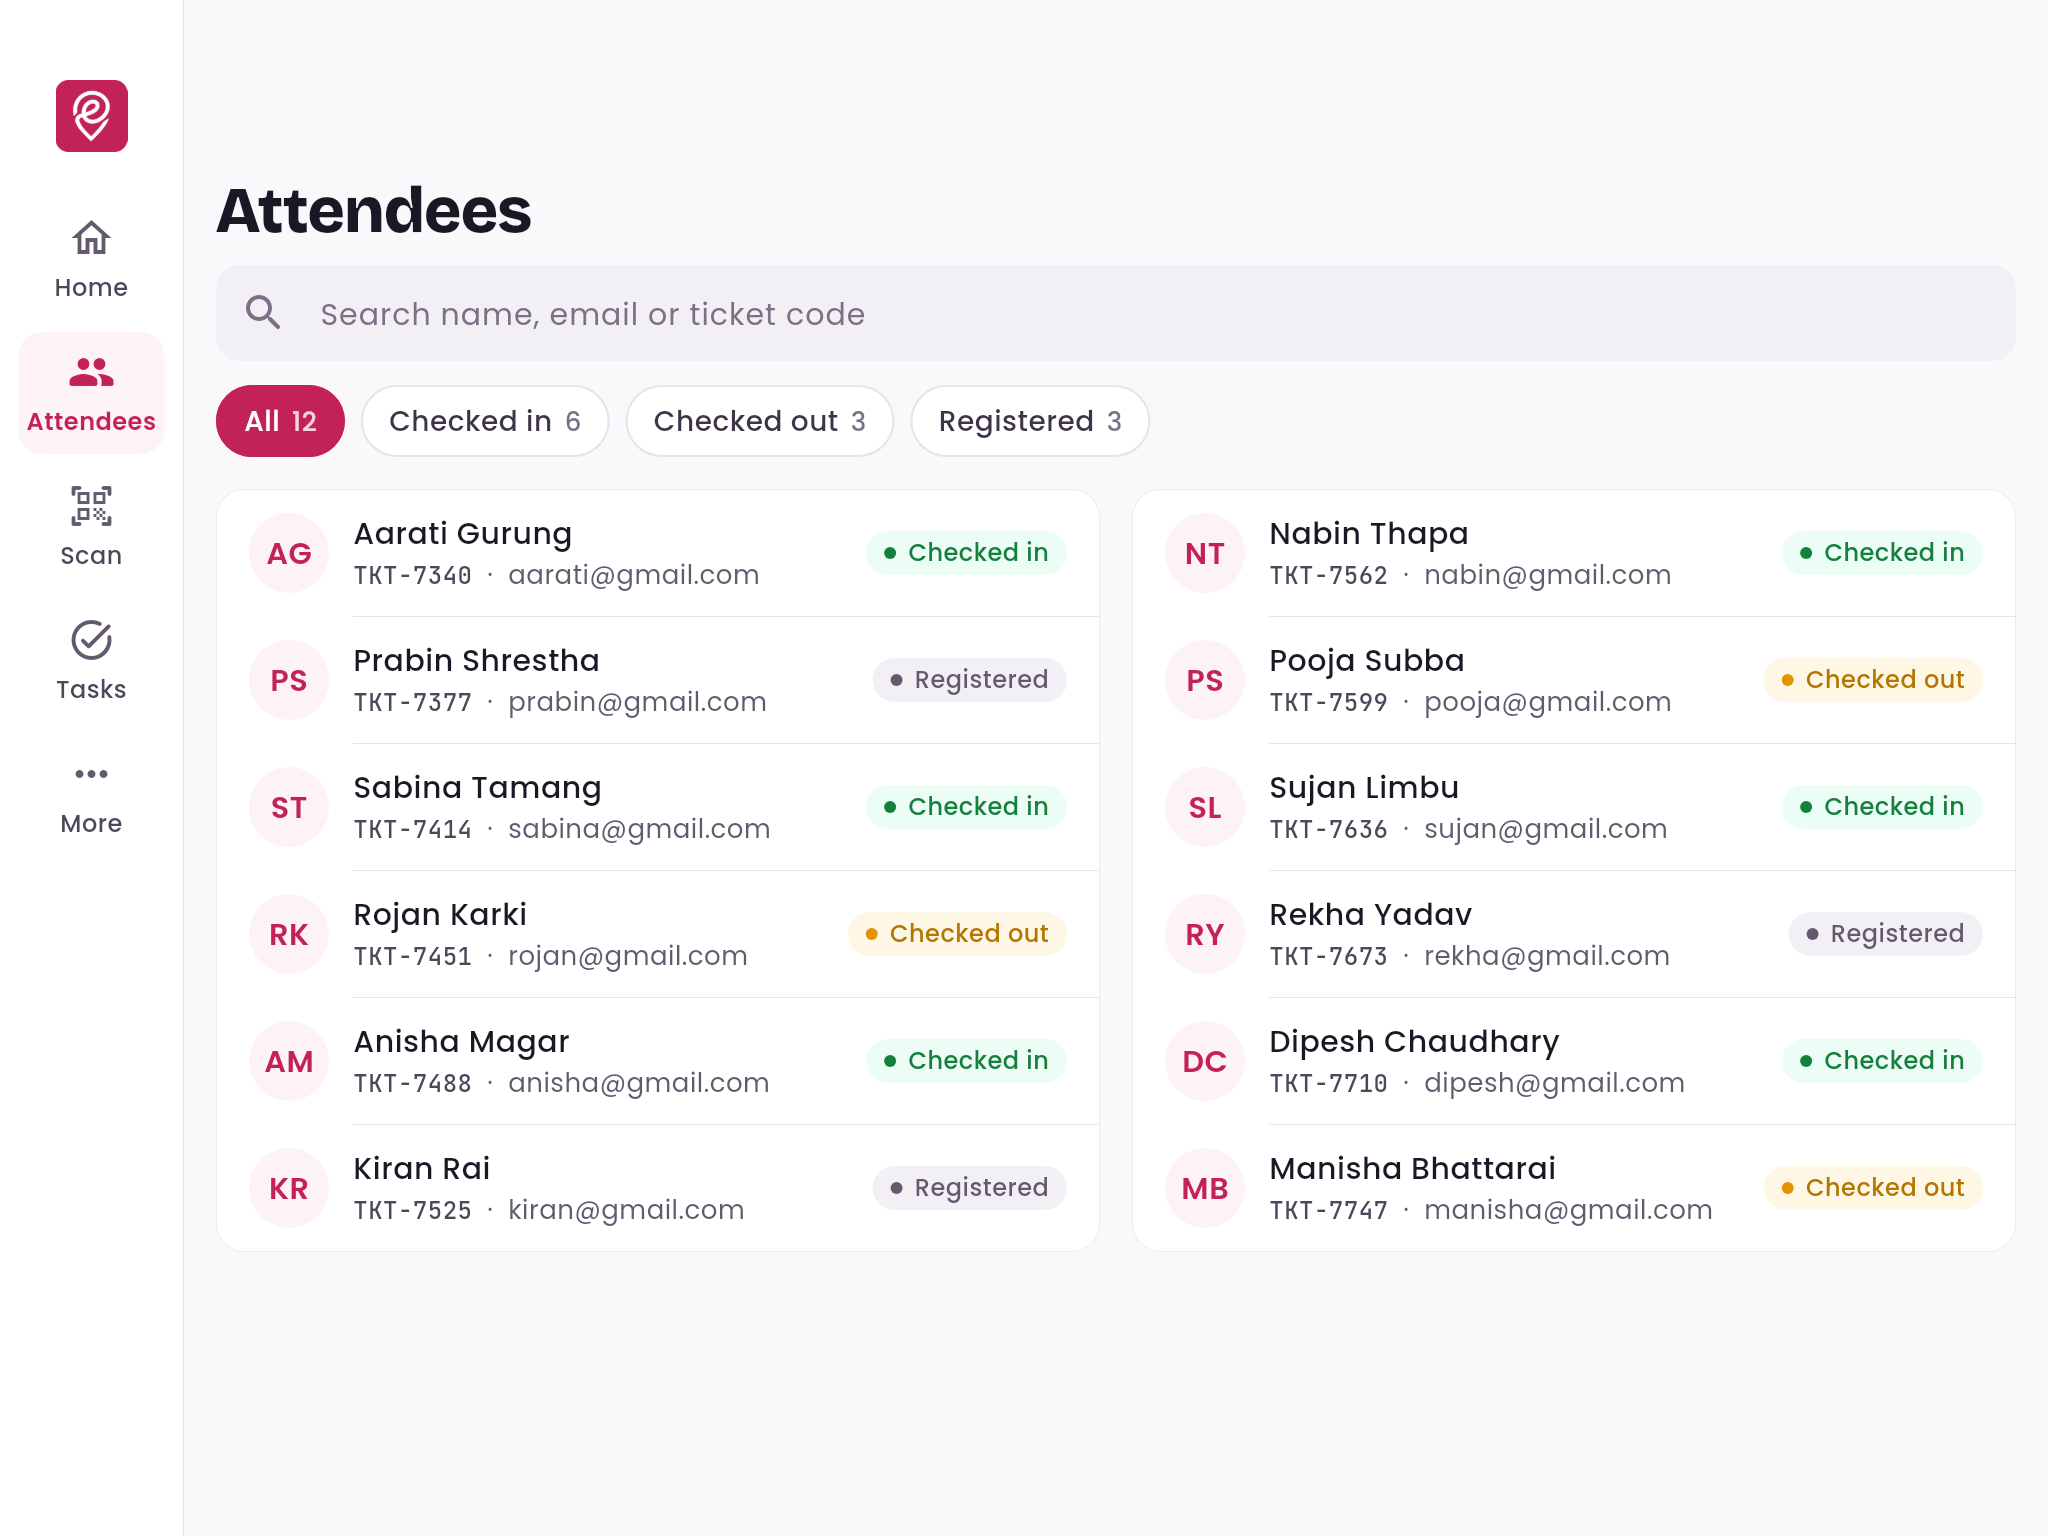 Home
Attendees
Scan
Tasks
More
Attendees
Search name, email or ticket code
All 12
Checked in 6
Checked out 3
Registered 3
AG
Aarati Gurung
TKT-7340 · aarati@gmail.com
Checked in
PS
Prabin Shrestha
TKT-7377 · prabin@gmail.com
Registered
ST
Sabina Tamang
TKT-7414 · sabina@gmail.com
Checked in
RK
Rojan Karki
TKT-7451 · rojan@gmail.com
Checked out
AM
Anisha Magar
TKT-7488 · anisha@gmail.com
Checked in
KR
Kiran Rai
TKT-7525 · kiran@gmail.com
Registered
NT
Nabin Thapa
TKT-7562 · nabin@gmail.com
Checked in
PS
Pooja Subba
TKT-7599 · pooja@gmail.com
Checked out
SL
Sujan Limbu
TKT-7636 · sujan@gmail.com
Checked in
RY
Rekha Yadav
TKT-7673 · rekha@gmail.com
Registered
DC
Dipesh Chaudhary
TKT-7710 · dipesh@gmail.com
Checked in
MB
Manisha Bhattarai
TKT-7747 · manisha@gmail.com
Checked out